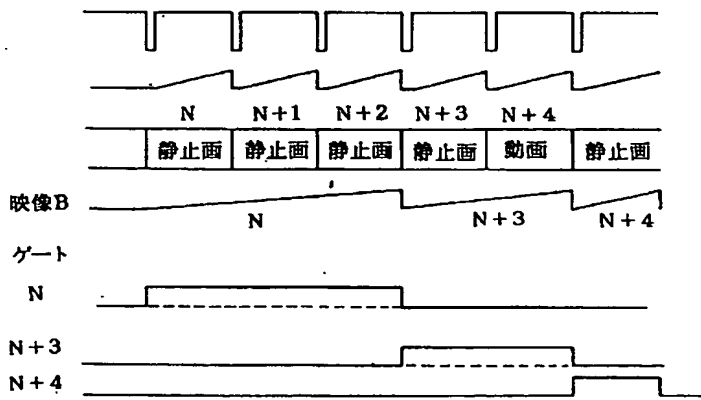 N N+1 N+2 N+3 N+4
静止画 静止画 静止画 静止画 動画 静止画
映像B
N N+3 N+4
ゲート
N
N+3
N+4